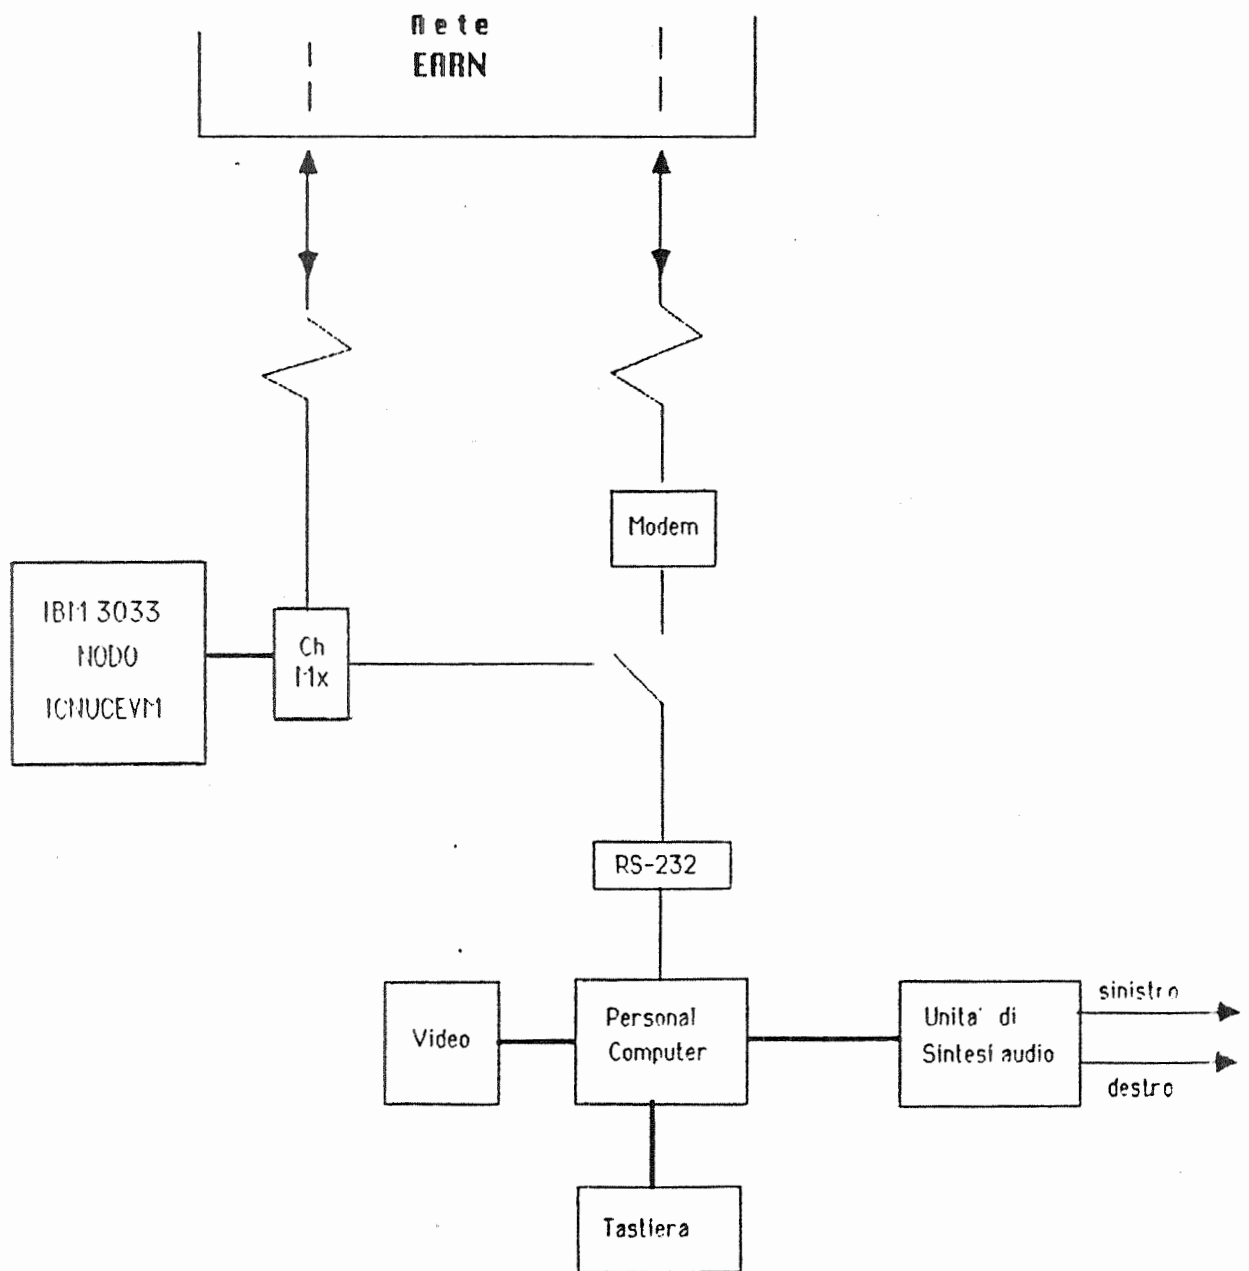 Rete
EARN
Modem
IBM 3033
NODO
ICNUCEVM
Ch
Mx
RS-232
Video
Personal
Computer
Unita' di
Sintesi audio
sinistro
destro
Tastiera